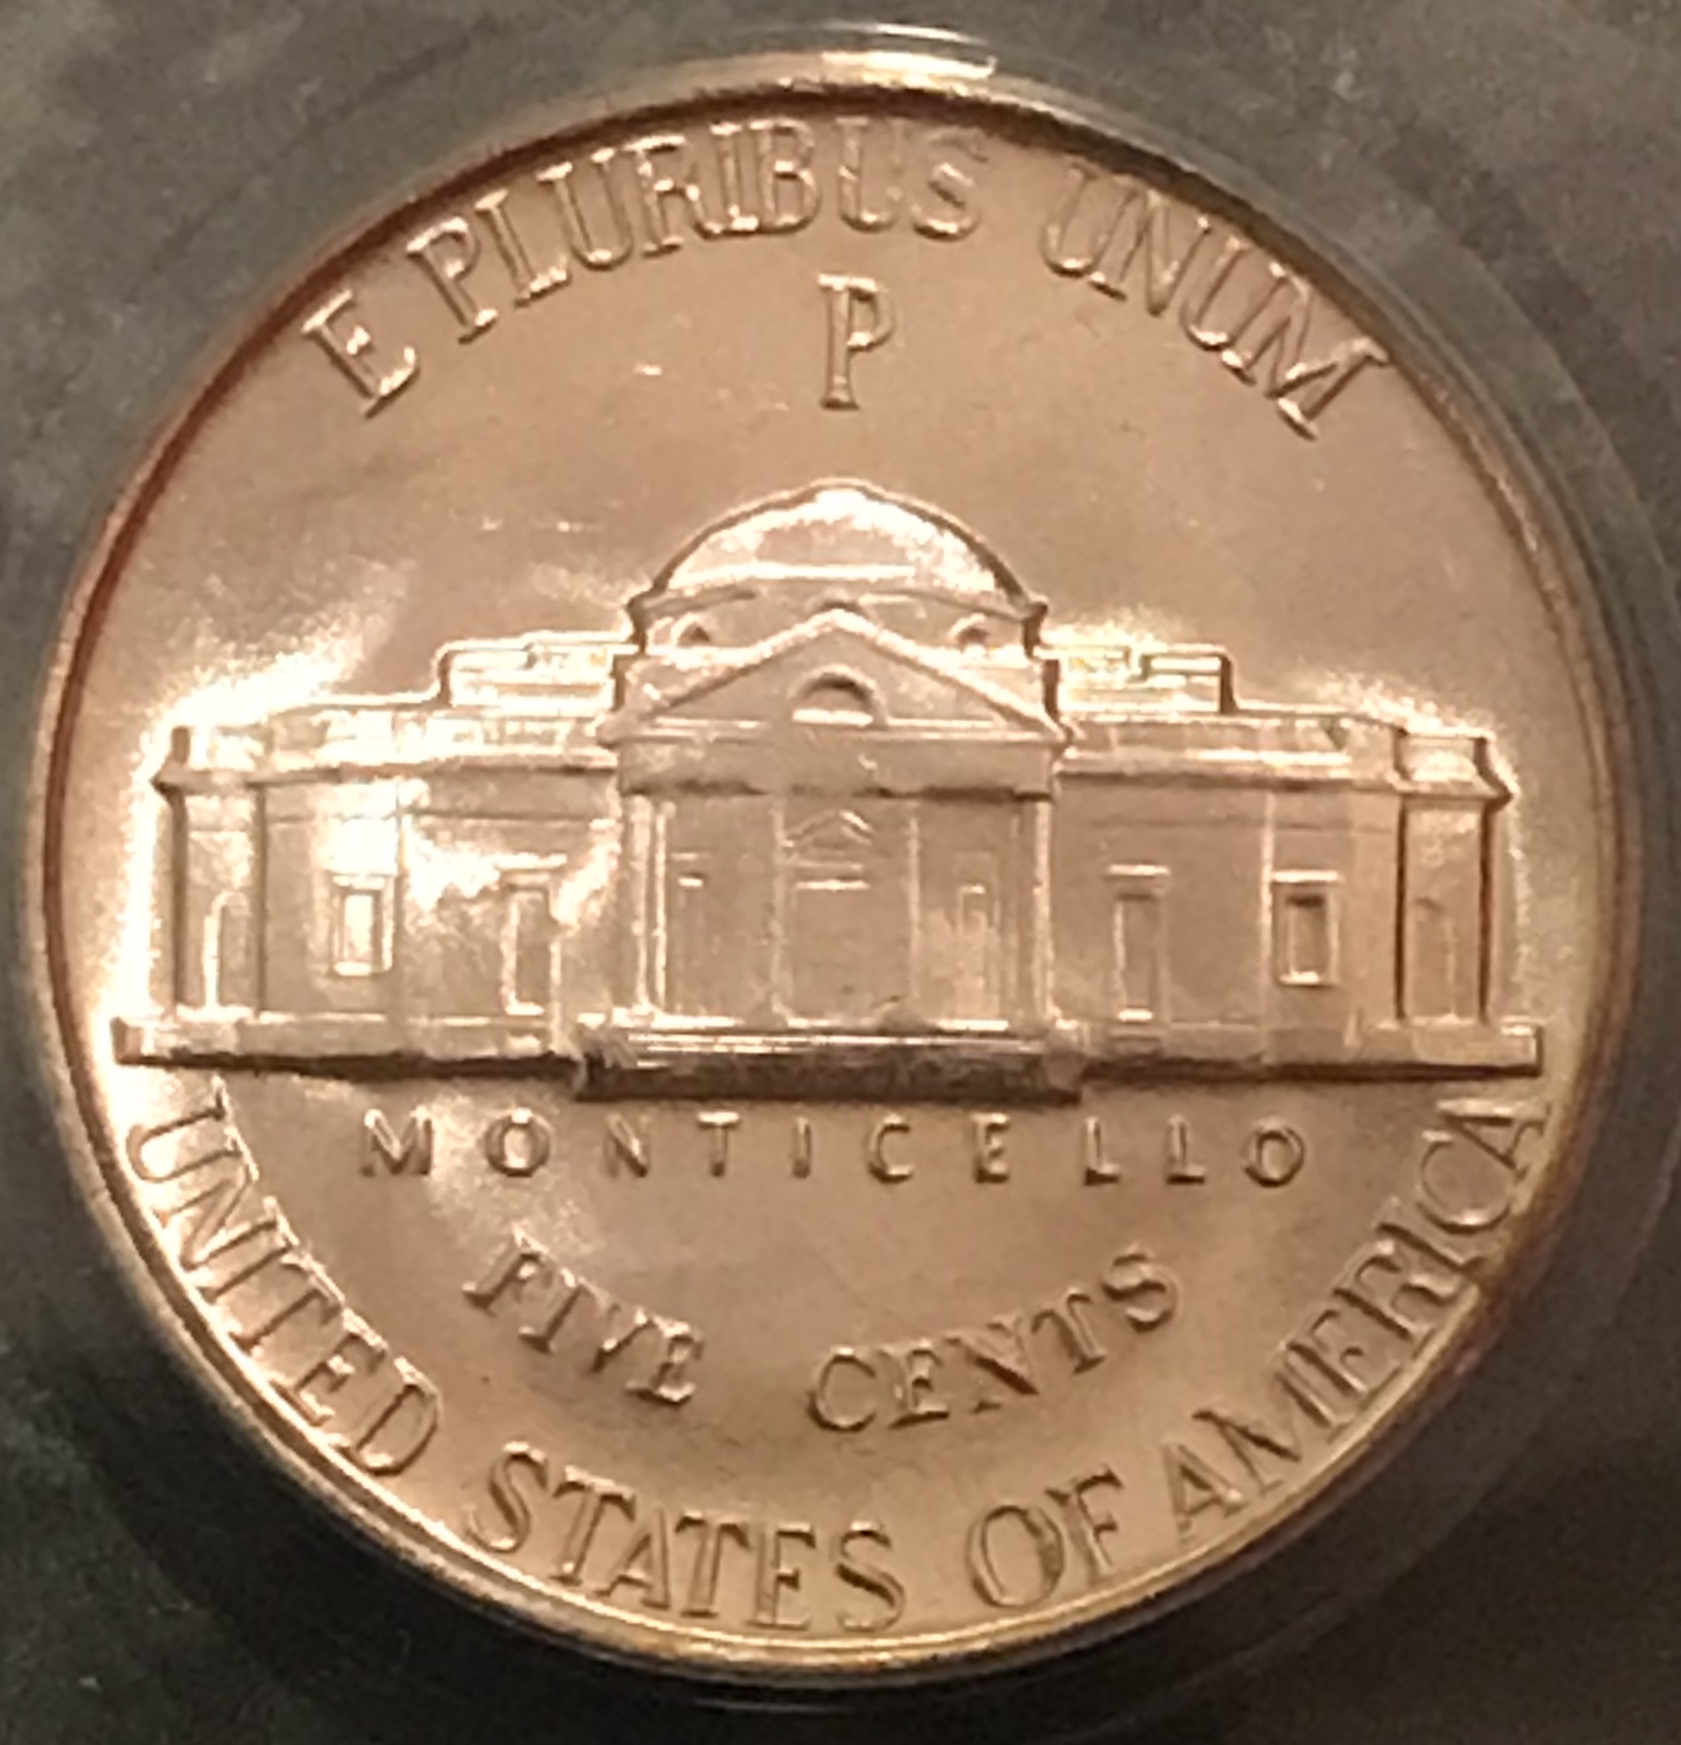 E PLURIBUS UNUM
P
MONTICELLO
FIVE CENTS
UNITED STATES OF AMERICA